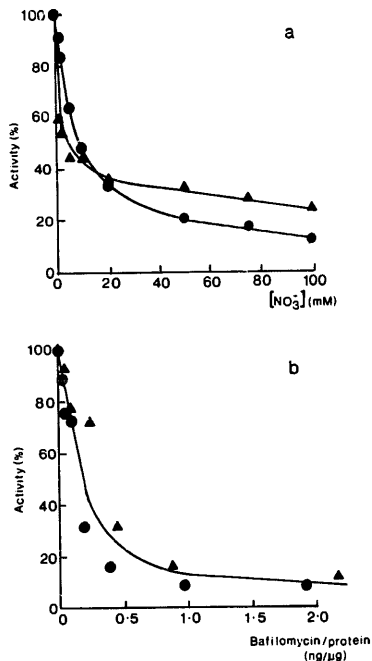 a
100
80
60
40
20
0
Activity (%)
0 20 40 60 80 100
[NO3-] (mM)
b
100
80
60
40
20
0
Activity (%)
0 0·5 1·0 1·5 2·0
Bafilomycin/protein
(ng/µg)